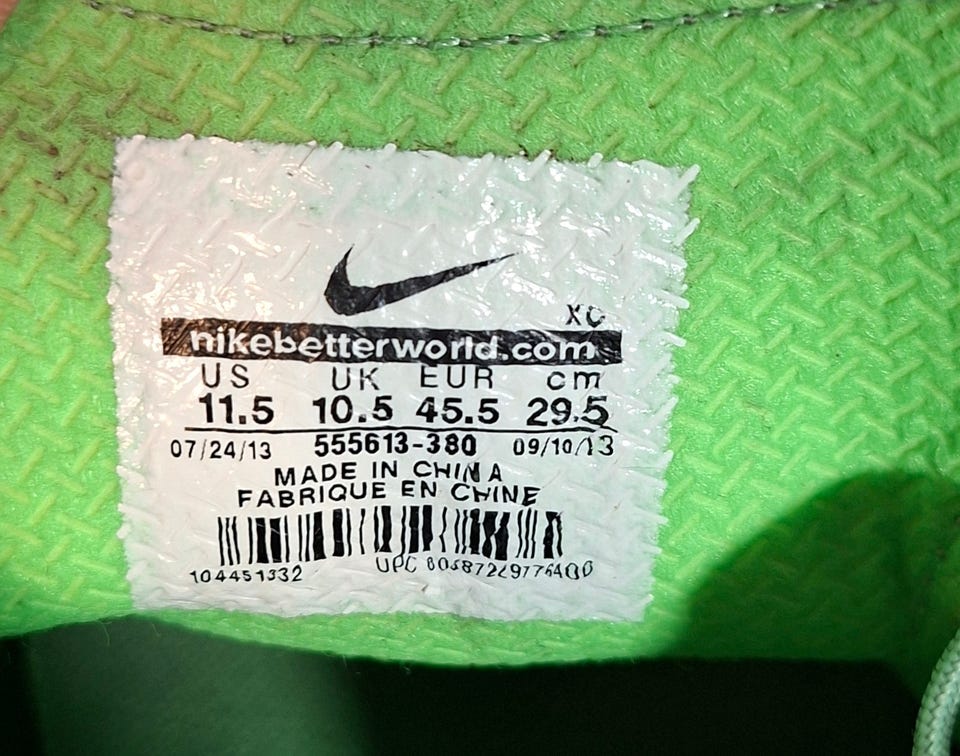 XC
nikebetterworld.com
US UK EUR cm
11.5 10.5 45.5 29.5
07/24/13 555613-380 09/10/13
MADE IN CHINA
FABRIQUE EN CHINE
104451332 UPC